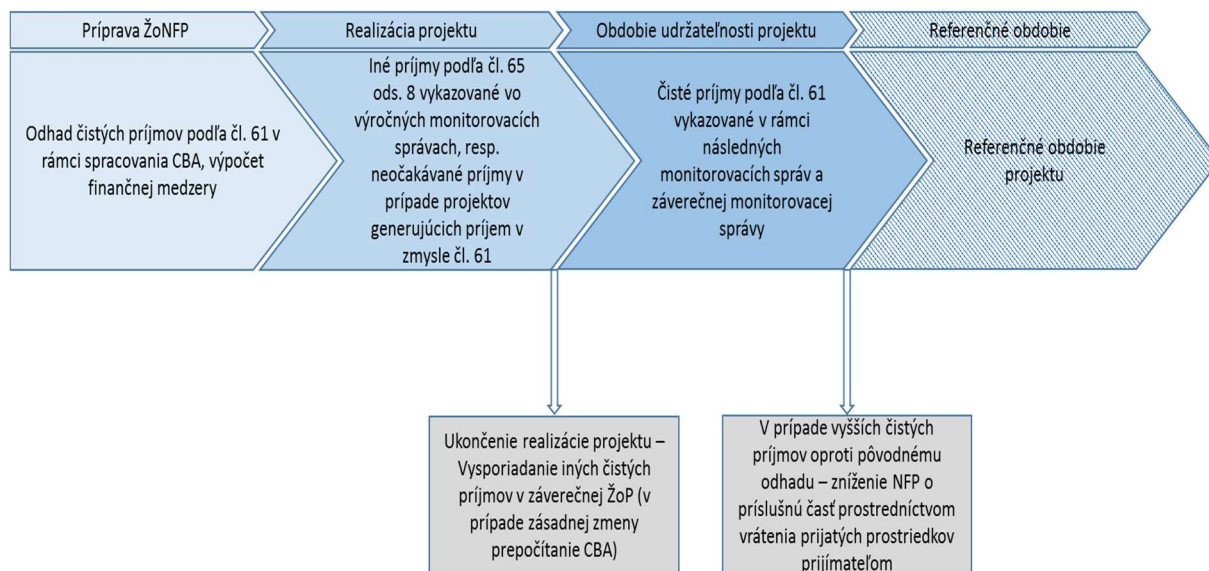 Príprava ŽoNFP
Realizácia projektu
Obdobie udržateľnosti projektu
Referenčné obdobie
Odhad čistých príjmov podľa čl. 61 v
rámci spracovania CBA, výpočet
finančnej medzery
Iné príjmy podľa čl. 65
ods. 8 vykazované vo
výročných monitorovacích
správach, resp.
neočakávané príjmy v
prípade projektov
generujúcich príjem v
zmysle čl. 61
Čisté príjmy podľa čl. 61
vykazované v rámci
následných
monitorovacích správ a
záverečnej monitorovacej
správy
Referenčné obdobie
projektu
Ukončenie realizácie projektu –
Vysporiadanie iných čistých
príjmov v záverečnej ŽoP (v
prípade zásadnej zmeny
prepočítanie CBA)
V prípade vyšších čistých
príjmov oproti pôvodnému
odhadu – zníženie NFP o
príslušnú časť prostredníctvom
vrátenia prijatých prostriedkov
prijímateľom